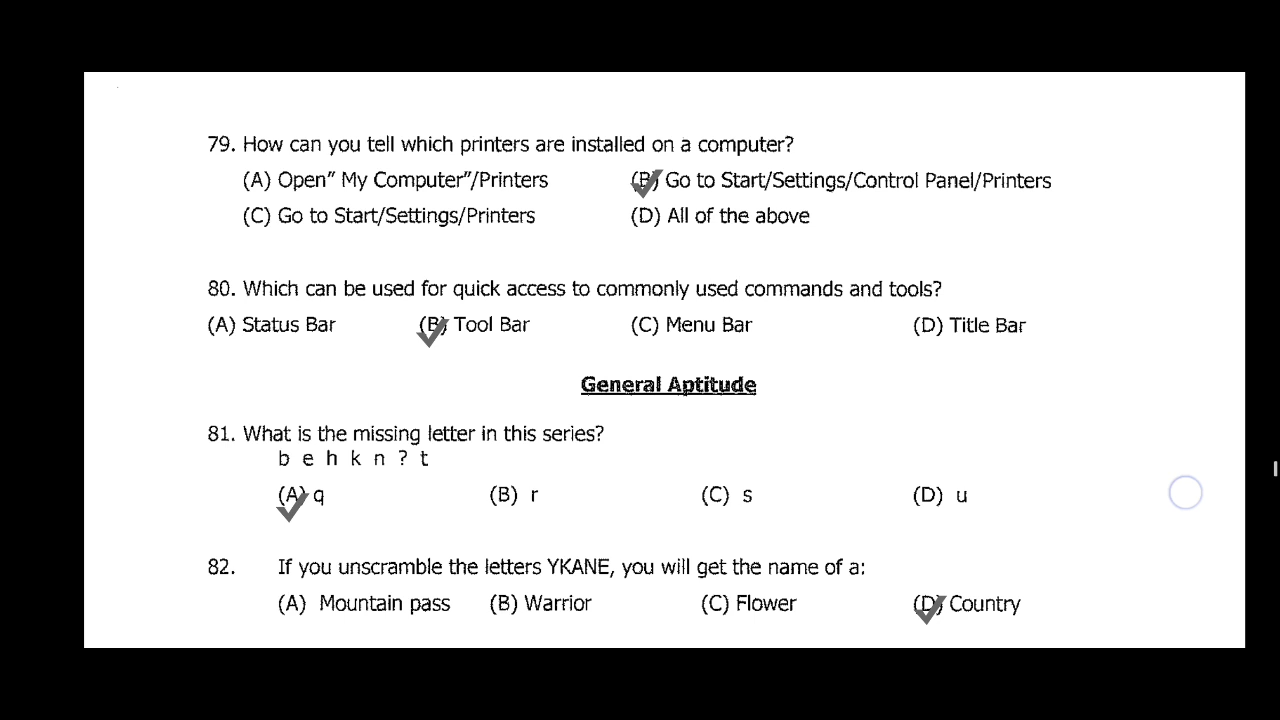 79. How can you tell which printers are installed on a computer?
(A) Open” My Computer”/Printers (B) Go to Start/Settings/Control Panel/Printers
(C) Go to Start/Settings/Printers (D) All of the above
80. Which can be used for quick access to commonly used commands and tools?
(A) Status Bar (B) Tool Bar (C) Menu Bar (D) Title Bar
General Aptitude
81. What is the missing letter in this series?
b e h k n ? t
(A) q (B) r (C) s (D) u
82. If you unscramble the letters YKANE, you will get the name of a:
(A) Mountain pass (B) Warrior (C) Flower (D) Country